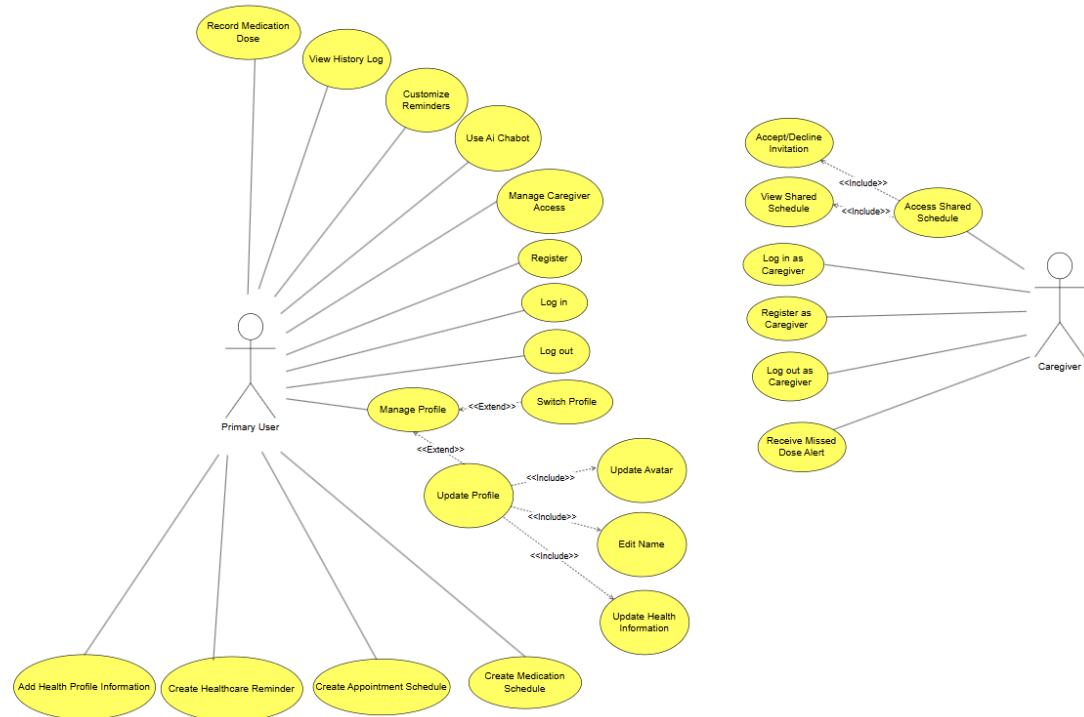 Record Medication
Dose
View History Log
Customize
Reminders
Use Ai Chabot
Manage Caregiver
Access
Register
Log in
Log out
Manage Profile
<<Extend>>
Switch Profile
Primary User
<<Extend>>
Update Profile
<<Include>>
Update Avatar
<<Include>>
Edit Name
<<Include>>
Update Health
Information
Add Health Profile Information
Create Healthcare Reminder
Create Appointment Schedule
Create Medication
Schedule
Accept/Decline
Invitation
<<Include>>
View Shared
Schedule
<<Include>>
Access Shared
Schedule
Log in as
Caregiver
Register as
Caregiver
Log out as
Caregiver
Caregiver
Receive Missed
Dose Alert